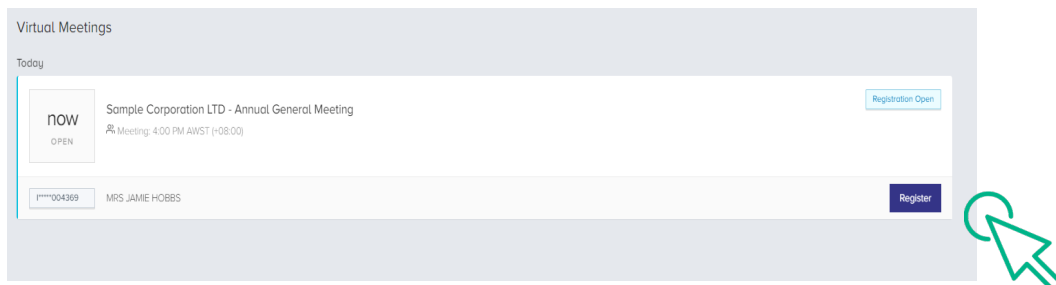 Virtual Meetings
Today
now
OPEN
Sample Corporation LTD - Annual General Meeting
Meeting: 4:00 PM AWST (+08:00)
Registration Open
I*****004369
MRS JAMIE HOBBS
Register